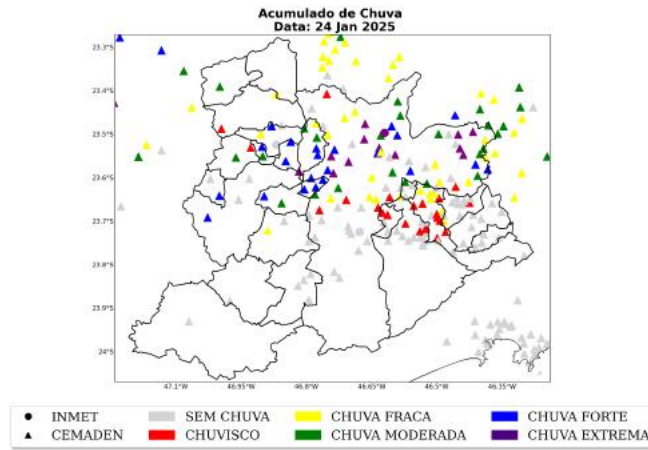 Acumulado de Chuva
Data: 24 Jan 2025
23.3°S
23.4°S
23.5°S
23.6°S
23.7°S
23.8°S
23.9°S
24°S
47.1°W
46.95°W
46.8°W
46.65°W
46.5°W
46.35°W
INMET
SEM CHUVA
CHUVA FRACA
CHUVA FORTE
CEMADEN
CHUVISCO
CHUVA MODERADA
CHUVA EXTREMA